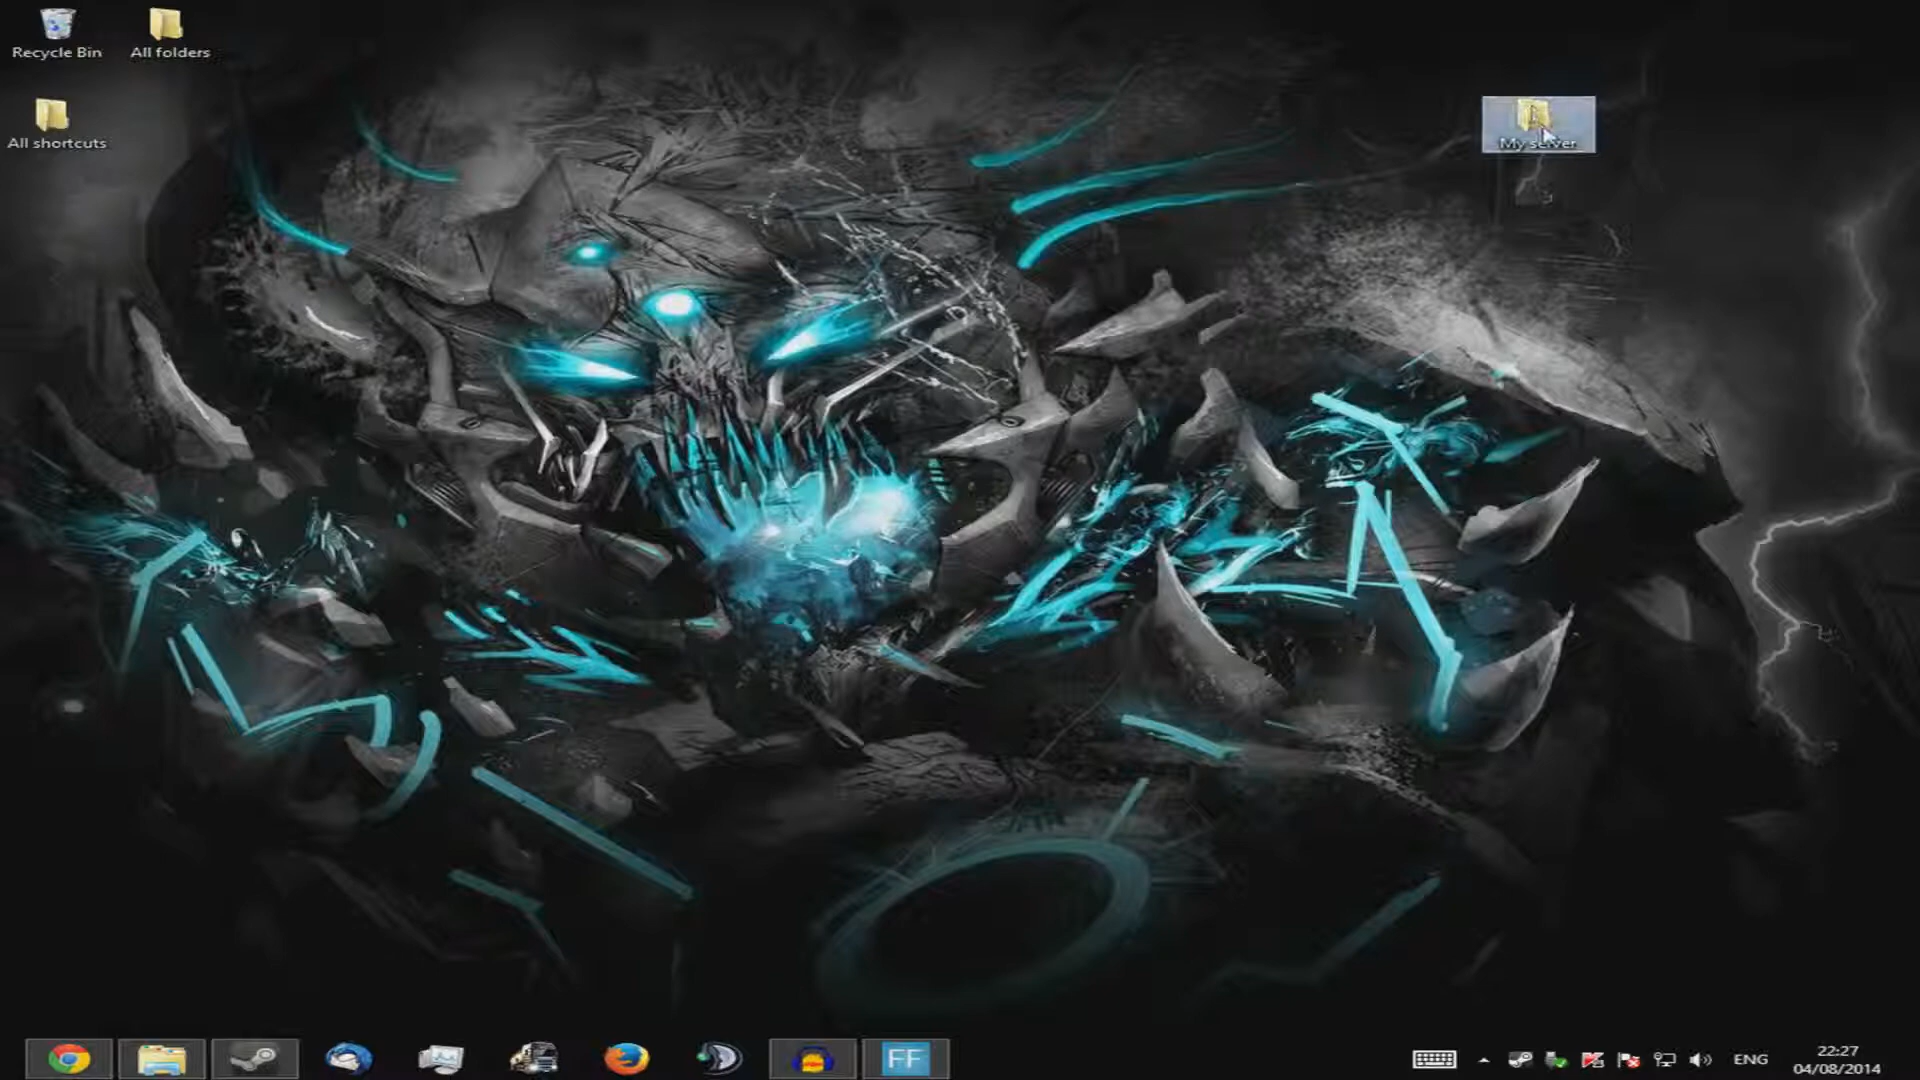 Recycle Bin
All folders
All shortcuts
My server
FF
ENG
22:27
04/08/2014